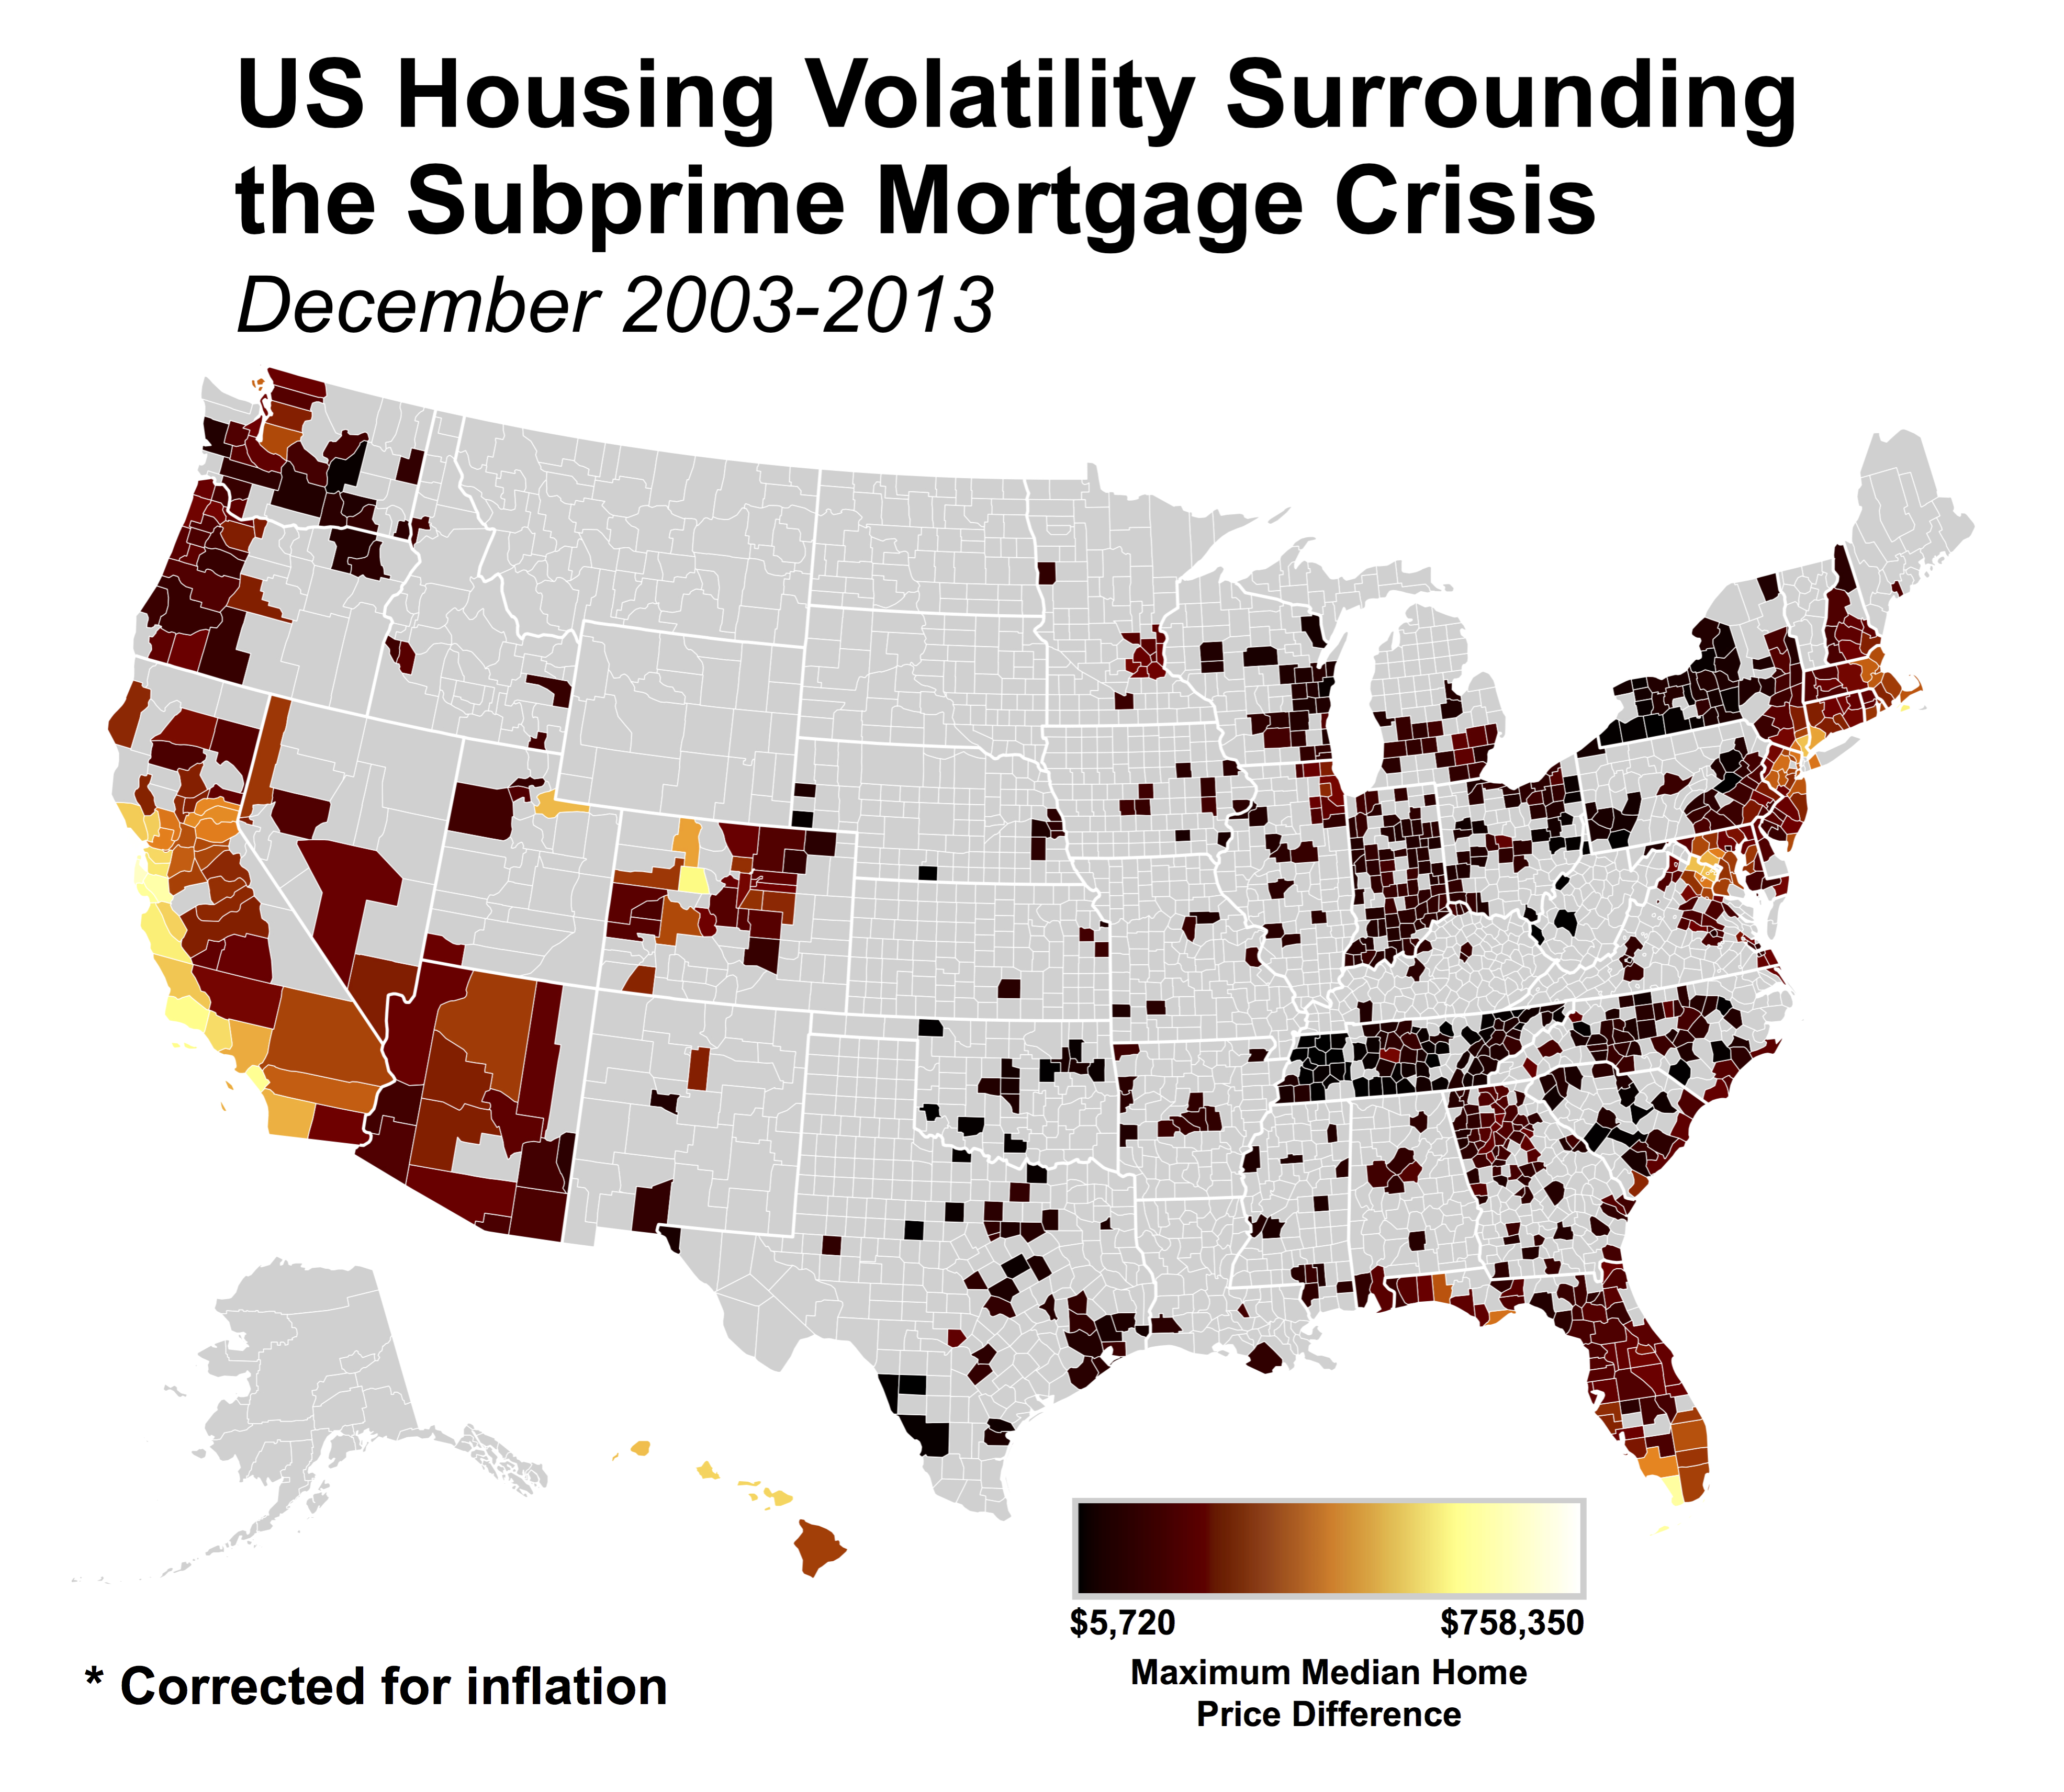 US Housing Volatility Surrounding
the Subprime Mortgage Crisis
December 2003-2013
$5,720
$758,350
Maximum Median Home
Price Difference
* Corrected for inflation